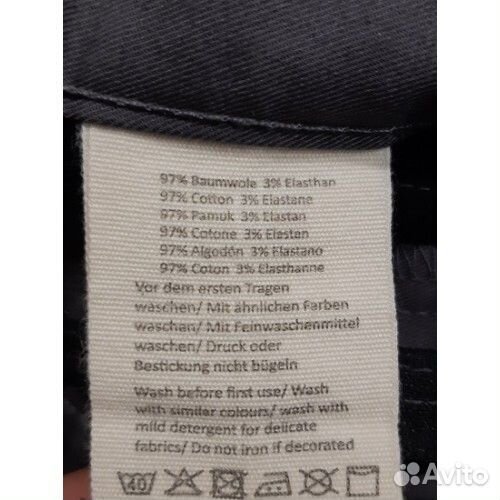 97% Baumwole 3% Elasthan
97% Cotton 3% Elastane
97% Pamuk 3% Elastan
97% Cotone 3% Elastan
97% Algodón 3% Elastano
97% Coton 3% Elasthanne
Vor dem ersten Tragen
waschen/ Mit ähnlichen Farben
waschen/ Mit Feinwaschenmittel
waschen/ Druck oder
Bestickung nicht bügeln
Wash before first use/ Wash
with similar colours/ wash with
mild detergent for delicate
fabrics/ Do not iron if decorated
40
Avito